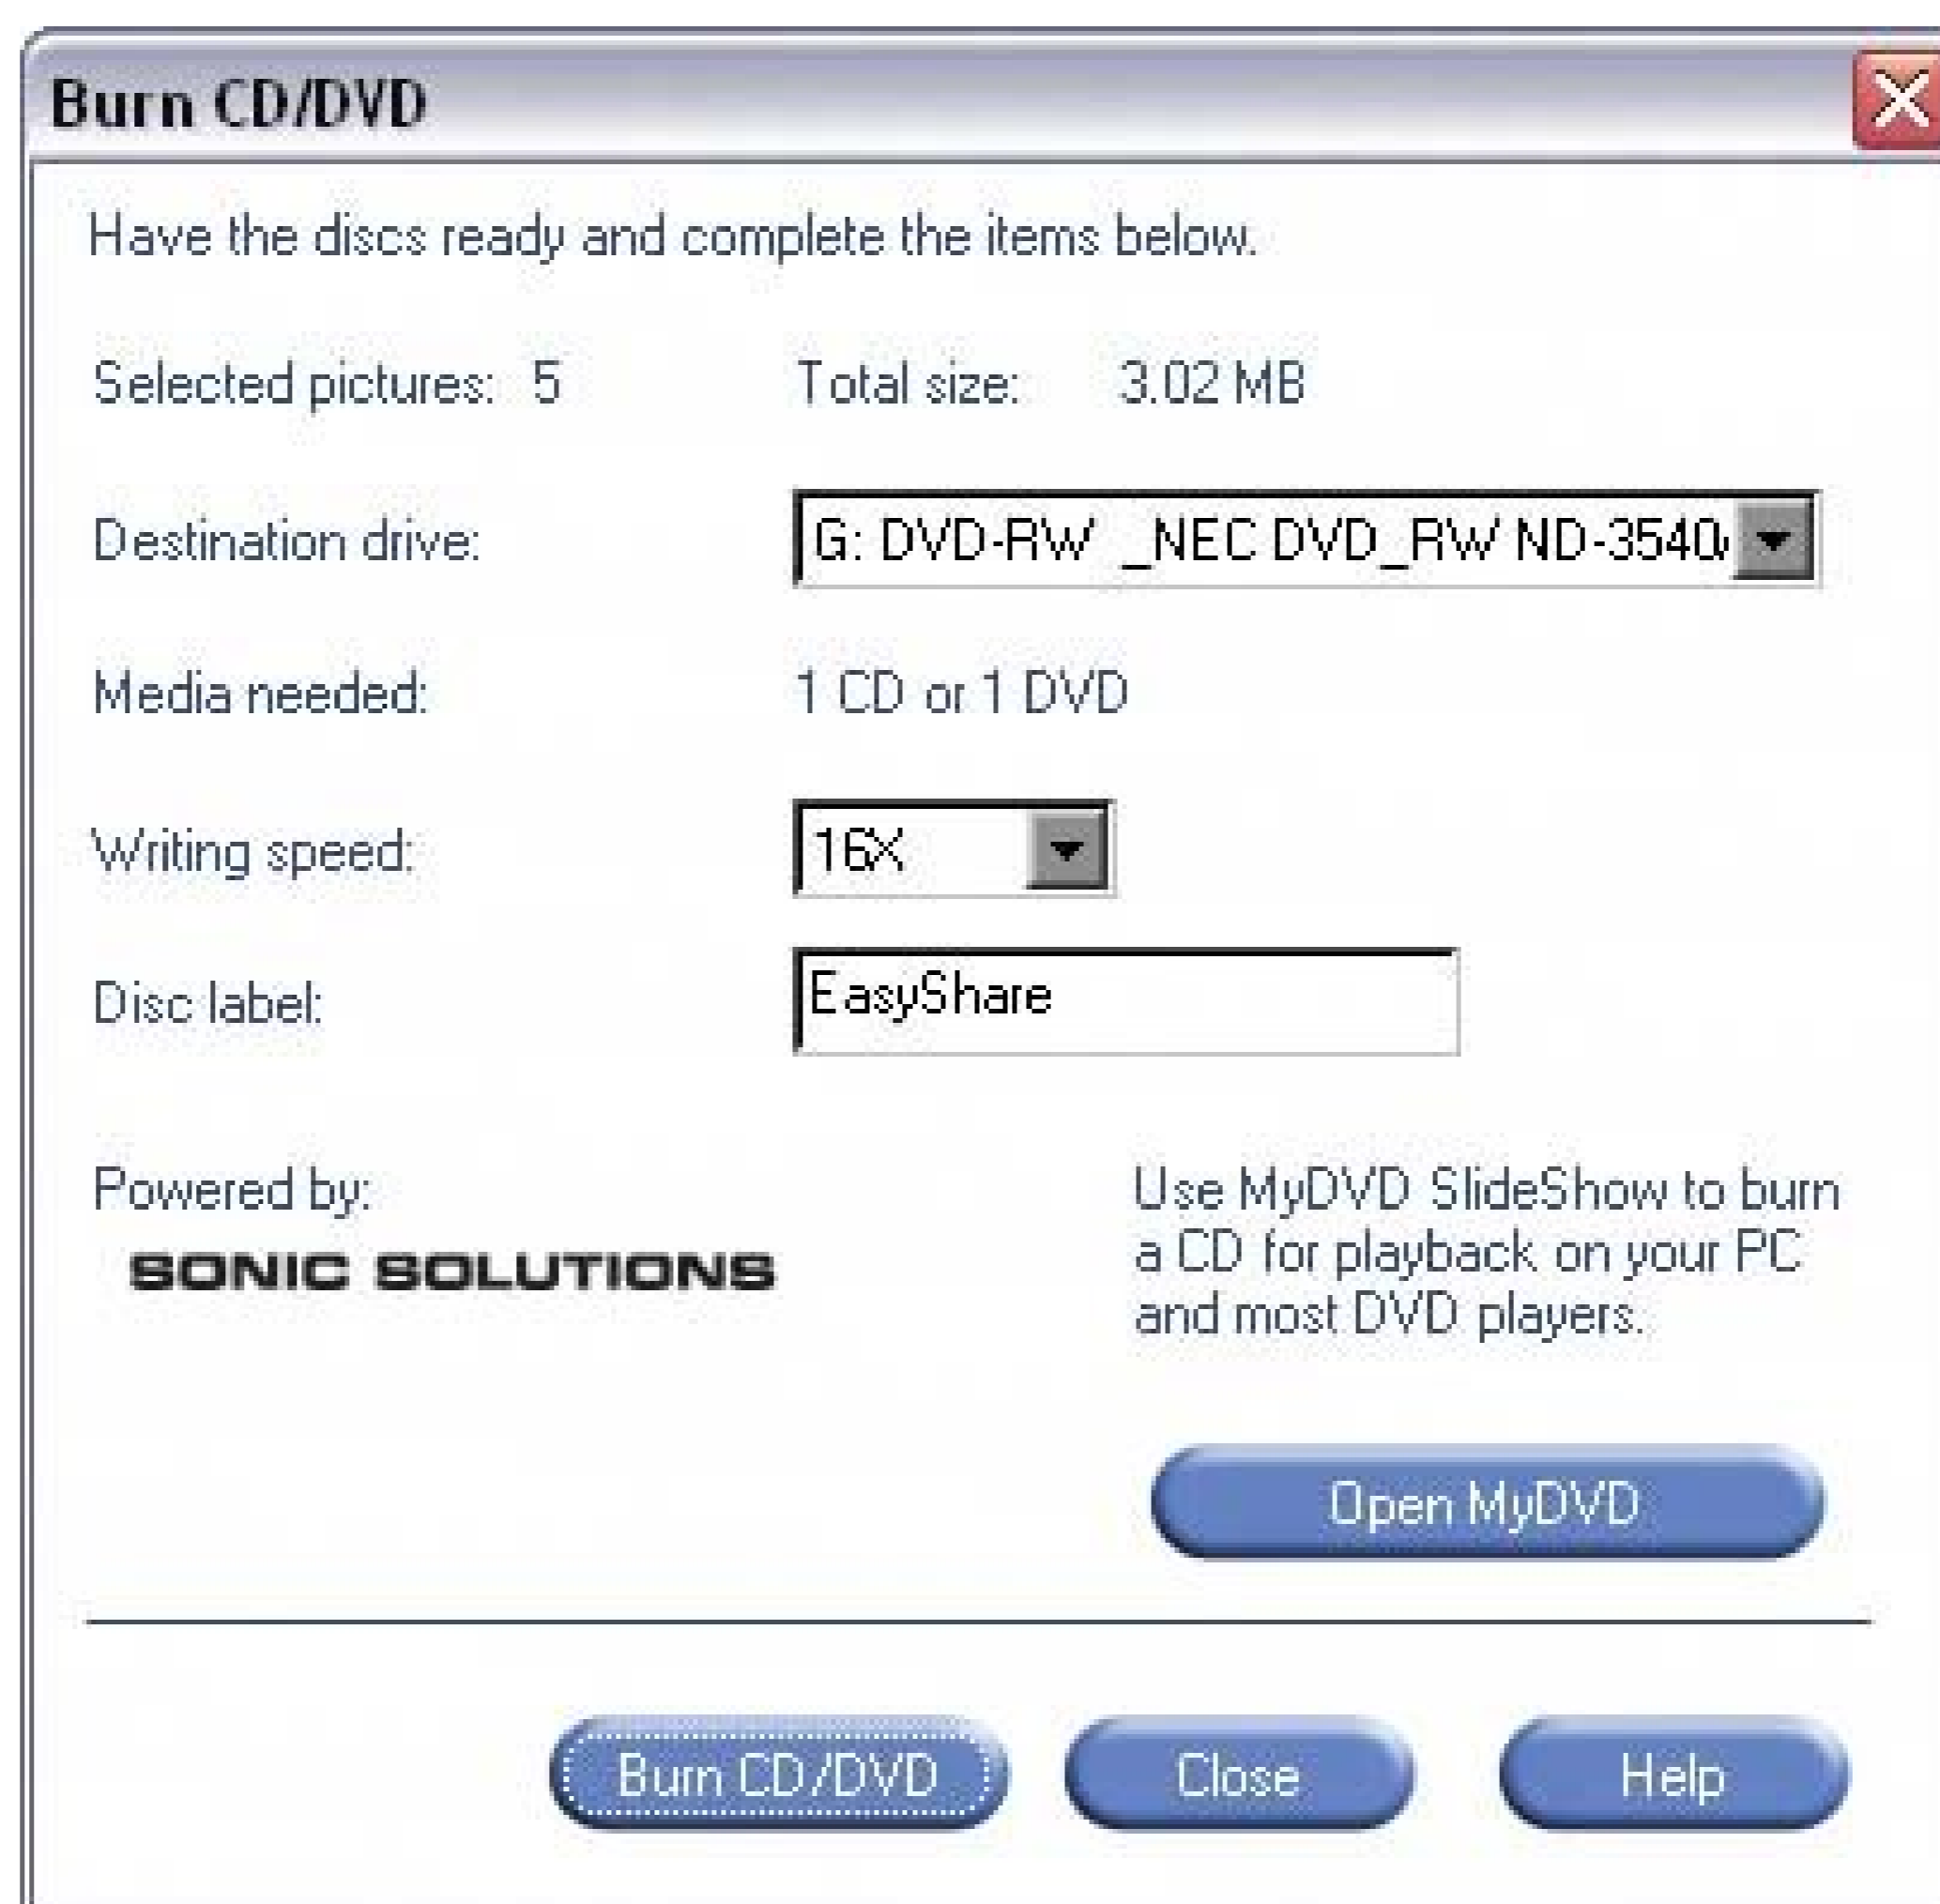 Burn CD/DVD
Have the discs ready and complete the items below.
Selected pictures: 5 Total size: 3.02 MB
Destination drive: G: DVD-RW _NEC DVD_RW ND-3540
Media needed: 1 CD or 1 DVD
Writing speed: 16X
Disc label: EasyShare
Powered by:
SONIC SOLUTIONS
Use MyDVD SlideShow to burn
a CD for playback on your PC
and most DVD players.
Open MyDVD
Burn CD/DVD Close Help